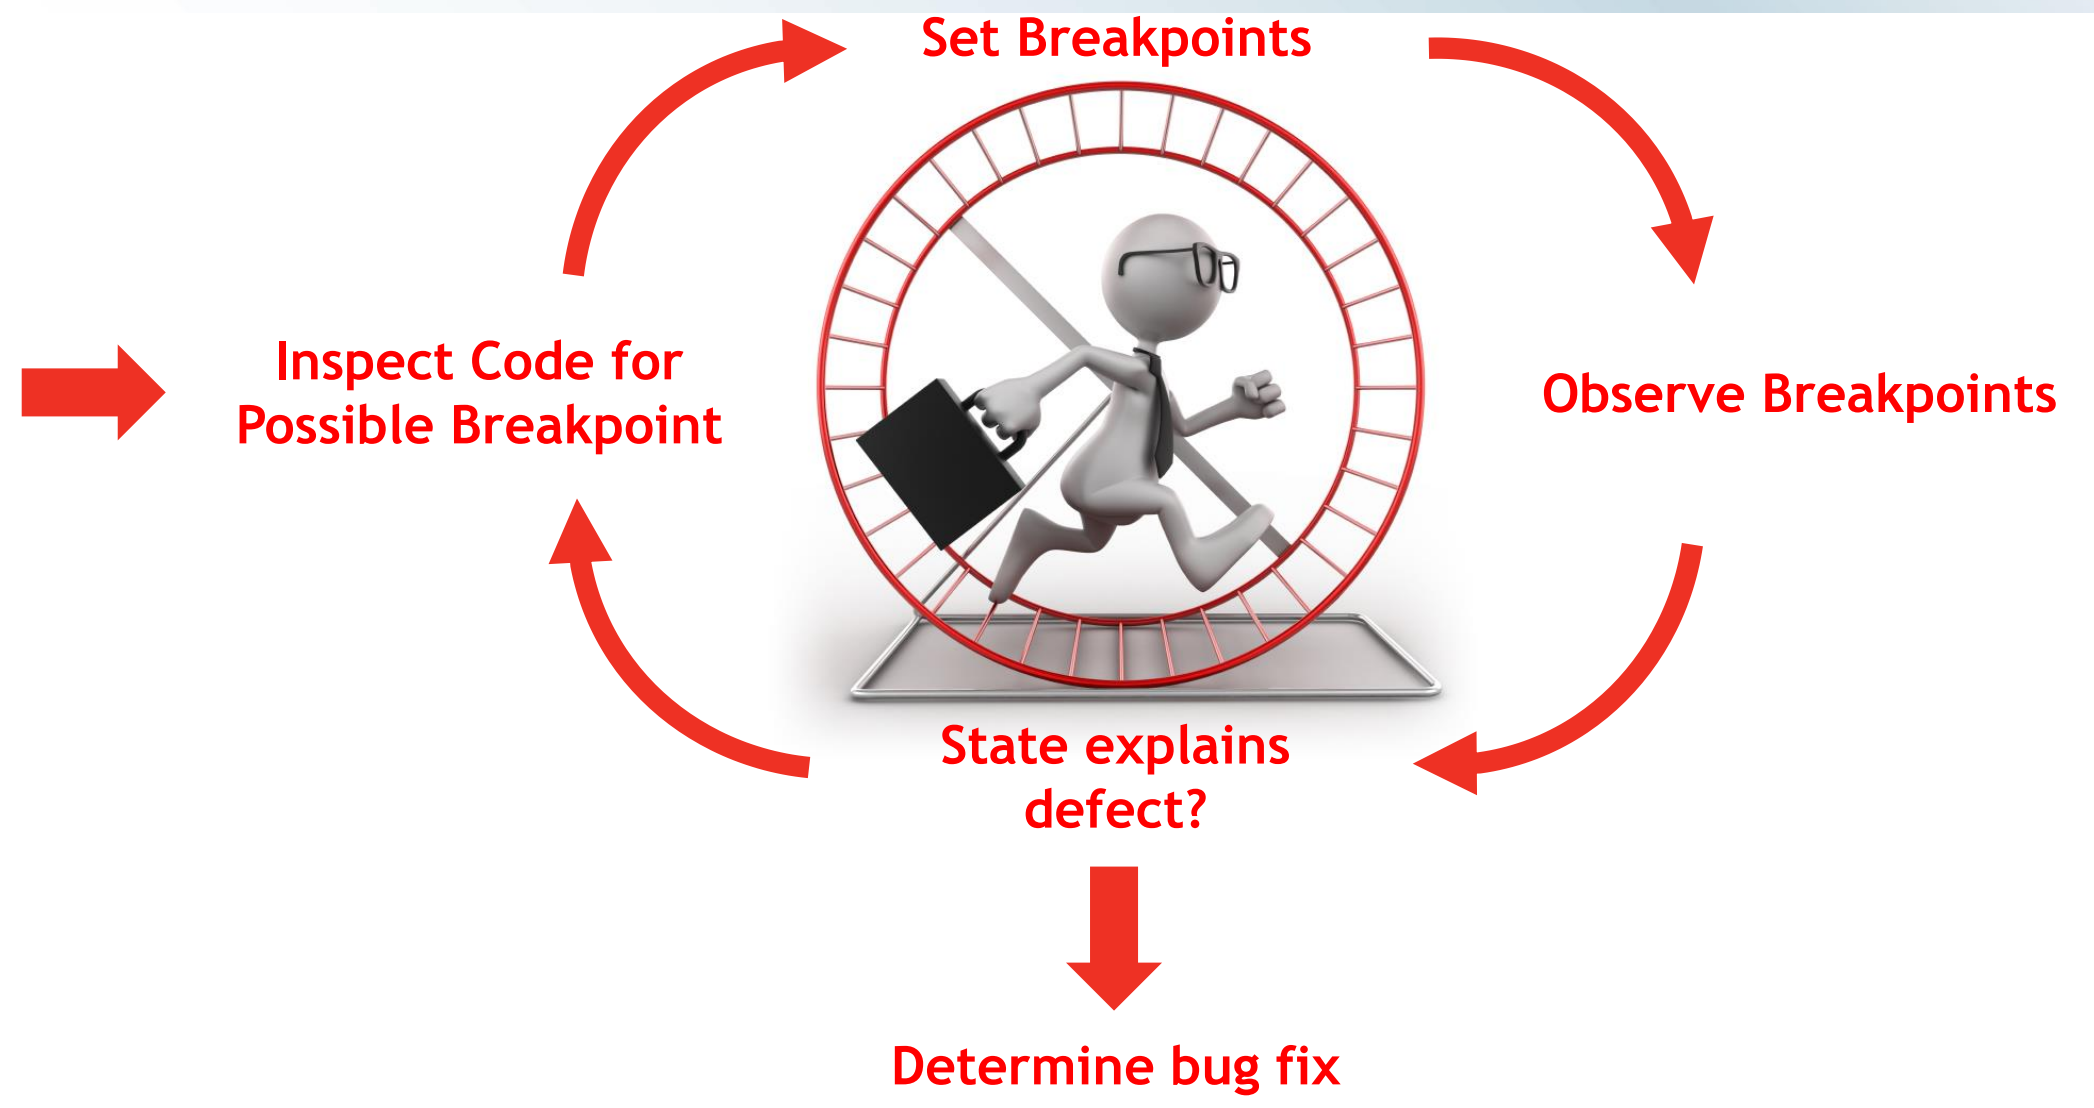 Set Breakpoints
Inspect Code for
Possible Breakpoint
Observe Breakpoints
State explains
defect?
Determine bug fix